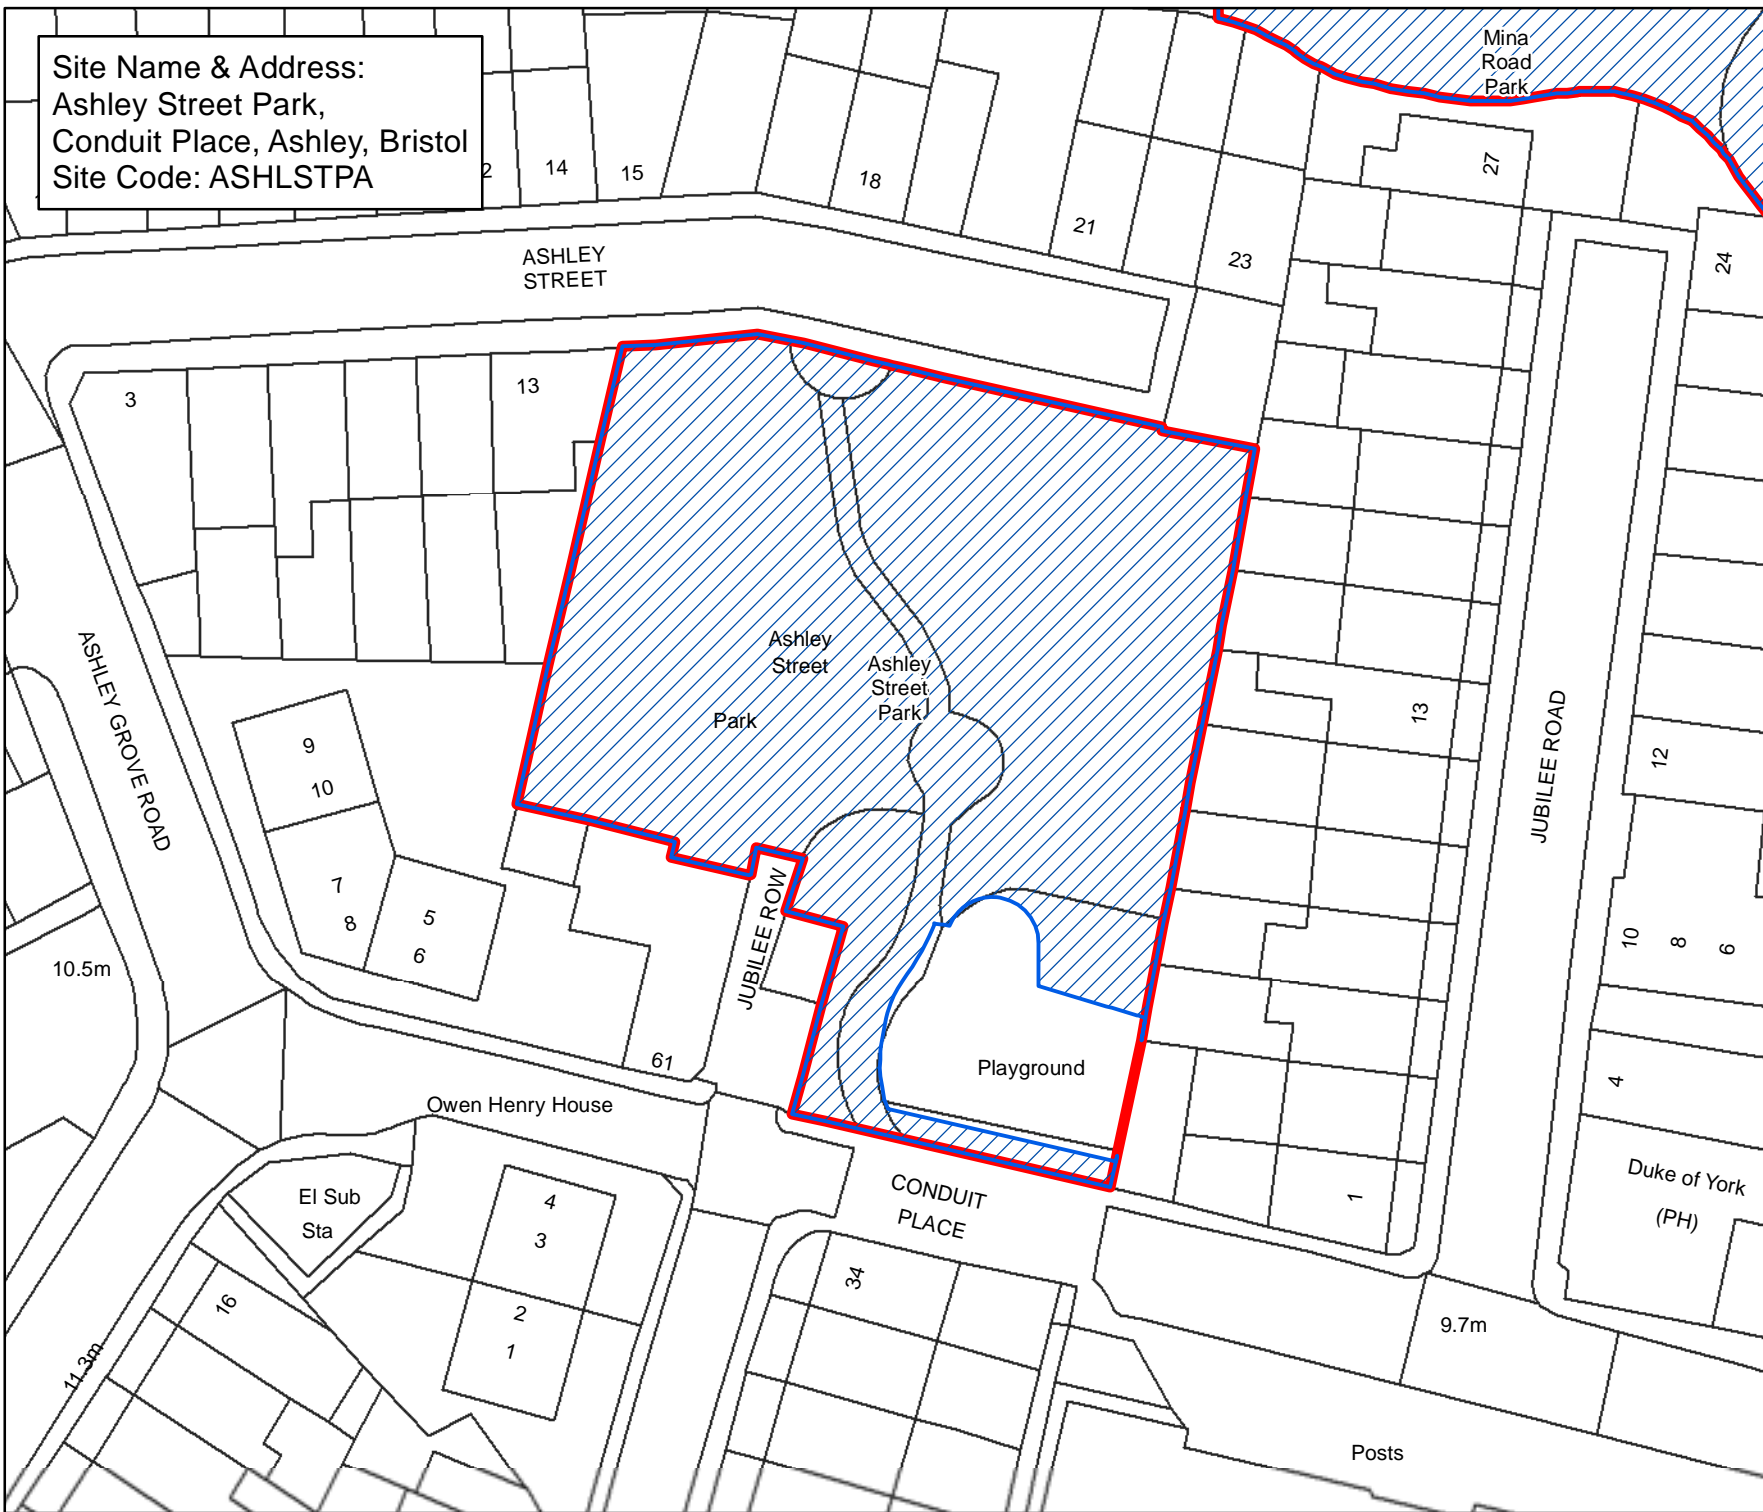 Site Name & Address:
Ashley Street Park,
Conduit Place, Ashley, Bristol
Site Code: ASHLSTPA
2
14
15
18
21
23
27
24
Mina
Road
Park
ASHLEY
STREET
3
13
Ashley
Street
Park
Ashley
Street
Park
ASHLEY GROVE ROAD
9
10
7
8
5
6
10.5m
JUBILEE ROW
61
13
JUBILEE ROAD
12
10
8
6
4
Playground
Owen Henry House
El Sub
Sta
4
3
2
1
16
11.3m
CONDUIT
PLACE
34
1
Duke of York
(PH)
9.7m
Posts